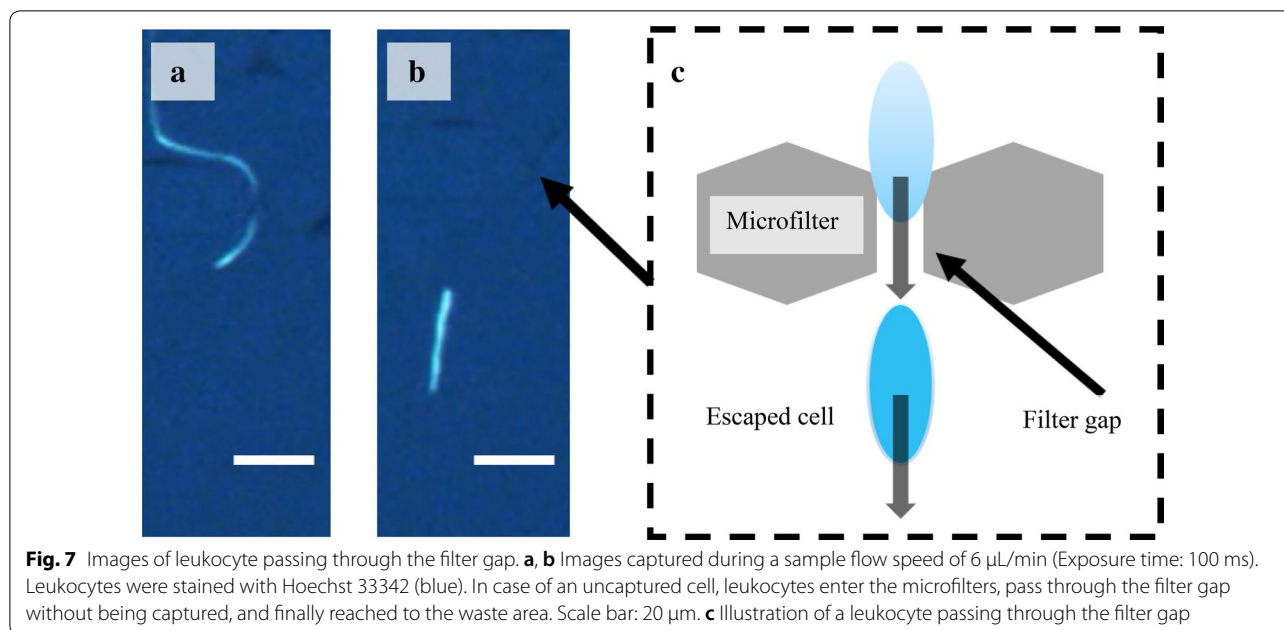 a
b
c
Microfilter
Escaped cell
Filter gap
Fig. 7 Images of leukocyte passing through the filter gap. a, b Images captured during a sample flow speed of 6 μL/min (Exposure time: 100 ms).
Leukocytes were stained with Hoechst 33342 (blue). In case of an uncaptured cell, leukocytes enter the microfilters, pass through the filter gap
without being captured, and finally reached to the waste area. Scale bar: 20 μm. c Illustration of a leukocyte passing through the filter gap